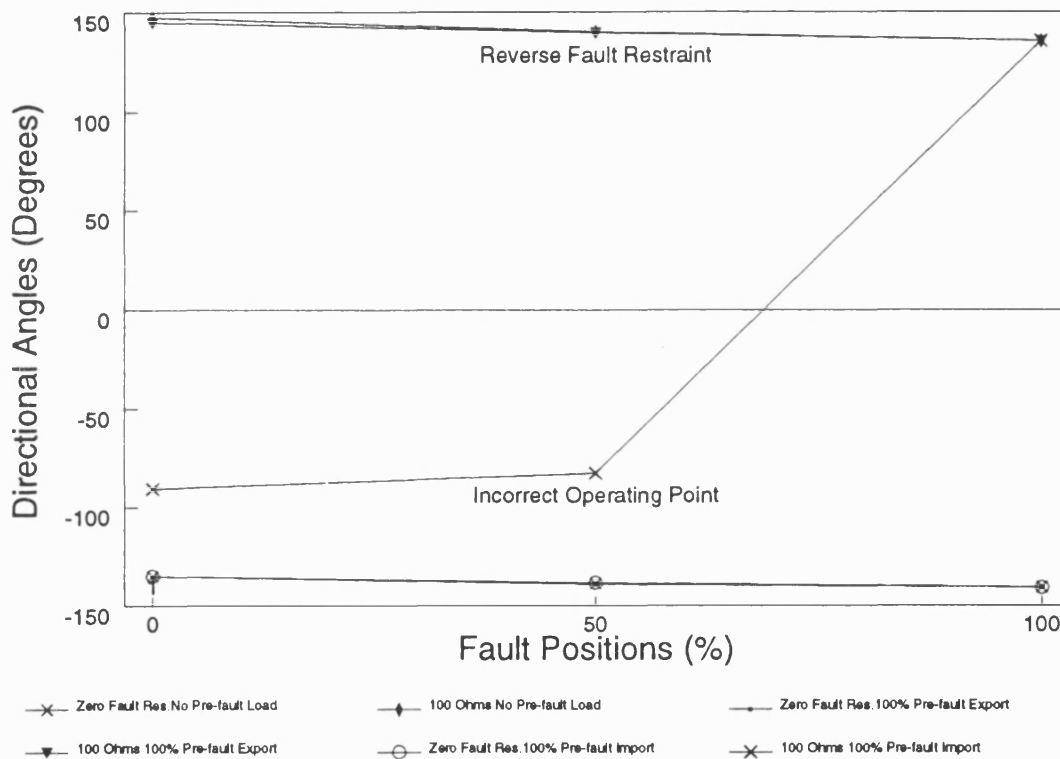 150
Reverse Fault Restraint
100
50
0
-50
Incorrect Operating Point
-100
-150
0
50
100
Directional Angles (Degrees)
Fault Positions (%)
Zero Fault Res.No Pre-fault Load
100 Ohms No Pre-fault Load
Zero Fault Res.100% Pre-fault Export
100 Ohms 100% Pre-fault Export
Zero Fault Res.100% Pre-fault Import
100 Ohms 100% Pre-fault Import